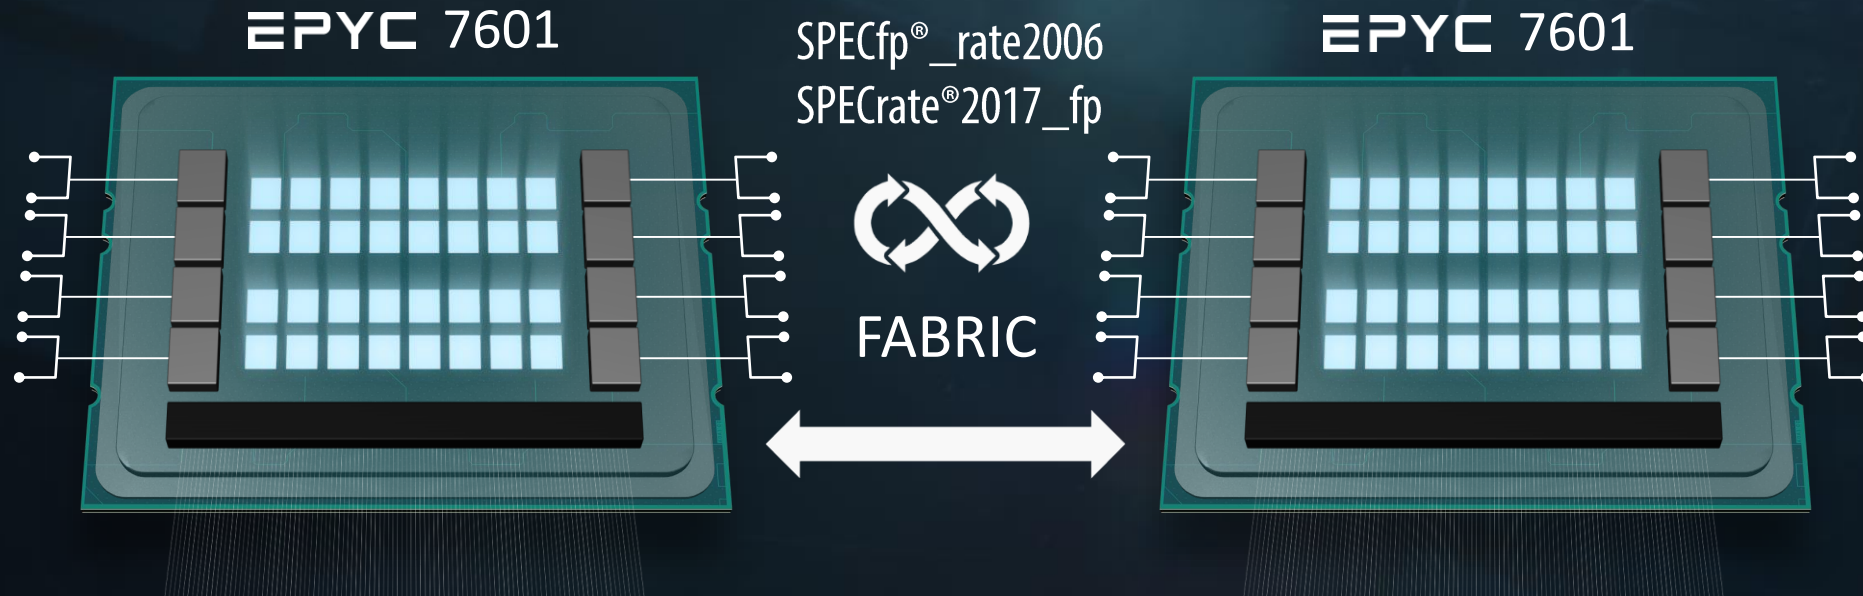 EPYC 7601
SPECfp®_rate2006
SPECrate®2017_fp
FABRIC
EPYC 7601